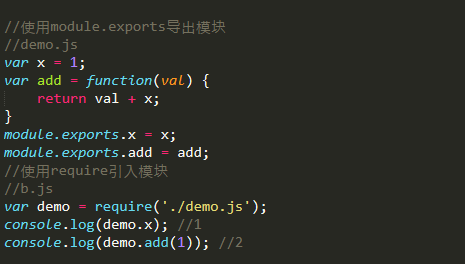 //使用module.exports导出模块
//demo.js
var x = 1;
var add = function(val) {
    return val + x;
}
module.exports.x = x;
module.exports.add = add;
//使用require引入模块
//b.js
var demo = require('./demo.js');
console.log(demo.x); //1
console.log(demo.add(1)); //2